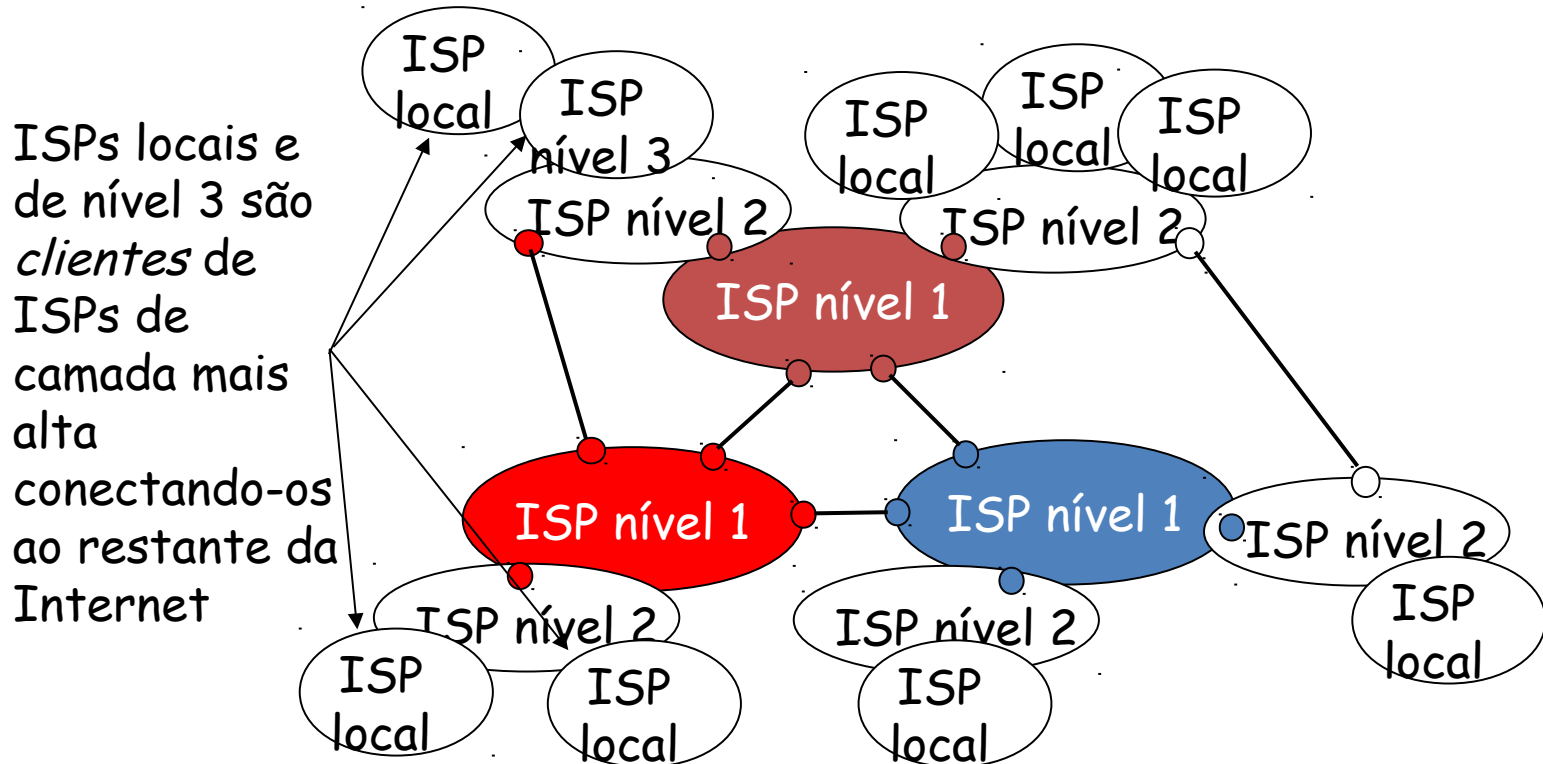 ISPs locais e
de nível 3 são
clientes de
ISPs de
camada mais
alta
conectando-os
ao restante da
Internet
ISP
local
ISP
nível 3
ISP nível 2
ISP
local
ISP
local
ISP
local
ISP nível 2
ISP nível 1
ISP nível 1
ISP nível 1
ISP nível 2
ISP
local
ISP nível 2
ISP
local
ISP
local
ISP nível 2
ISP
local